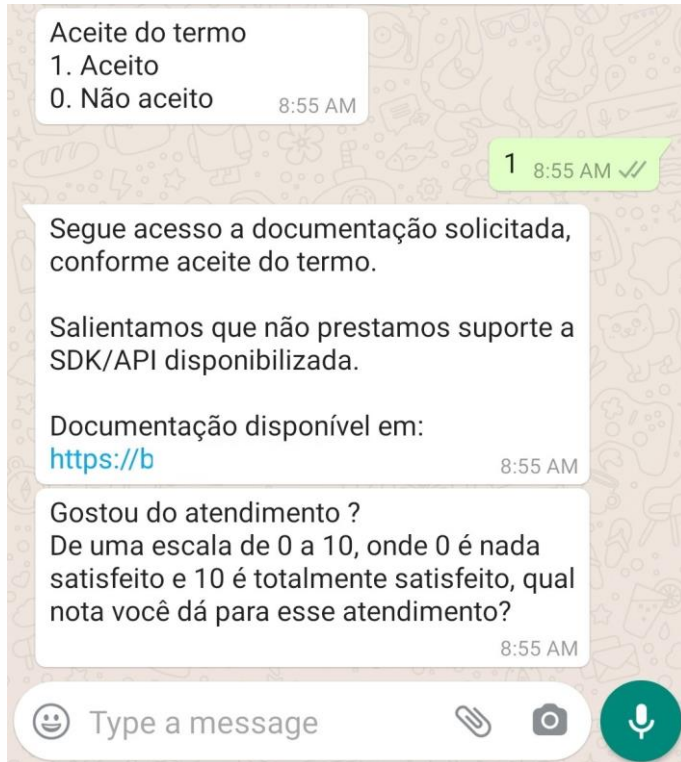 Aceite do termo
1. Aceito
0. Não aceito
8:55 AM
1 8:55 AM
Segue acesso a documentação solicitada,
conforme aceite do termo.
Salientamos que não prestamos suporte a
SDK/API disponibilizada.
Documentação disponível em:
https://b
8:55 AM
Gostou do atendimento ?
De uma escala de 0 a 10, onde 0 é nada
satisfeito e 10 é totalmente satisfeito, qual
nota você dá para esse atendimento?
8:55 AM
Type a message